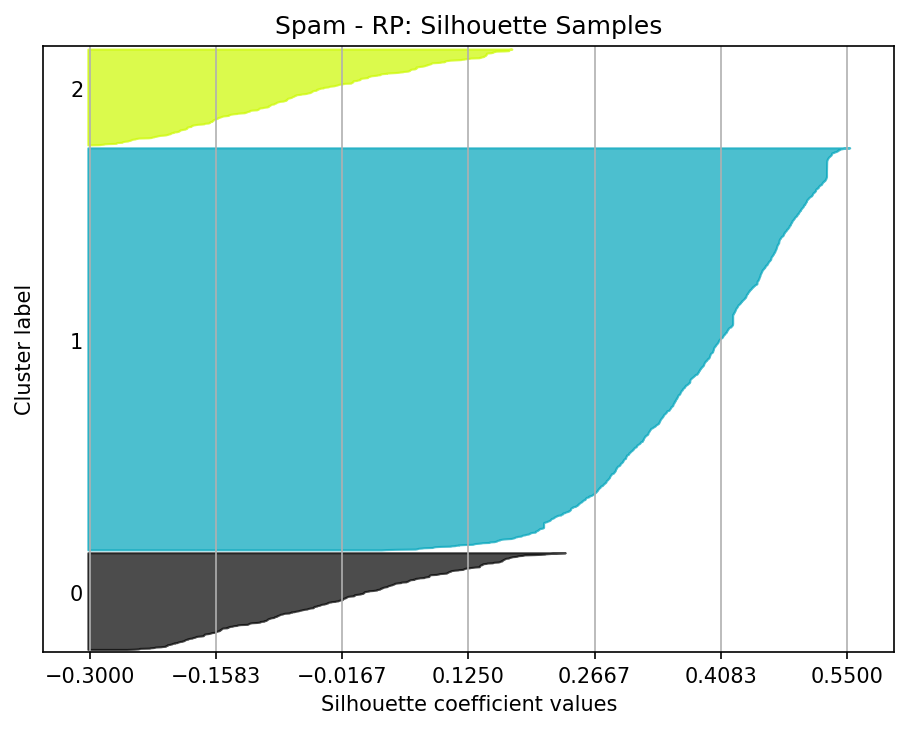 Spam - RP: Silhouette Samples
2
1
0
Cluster label
−0.3000 −0.1583 −0.0167 0.1250 0.2667 0.4083 0.5500
Silhouette coefficient values